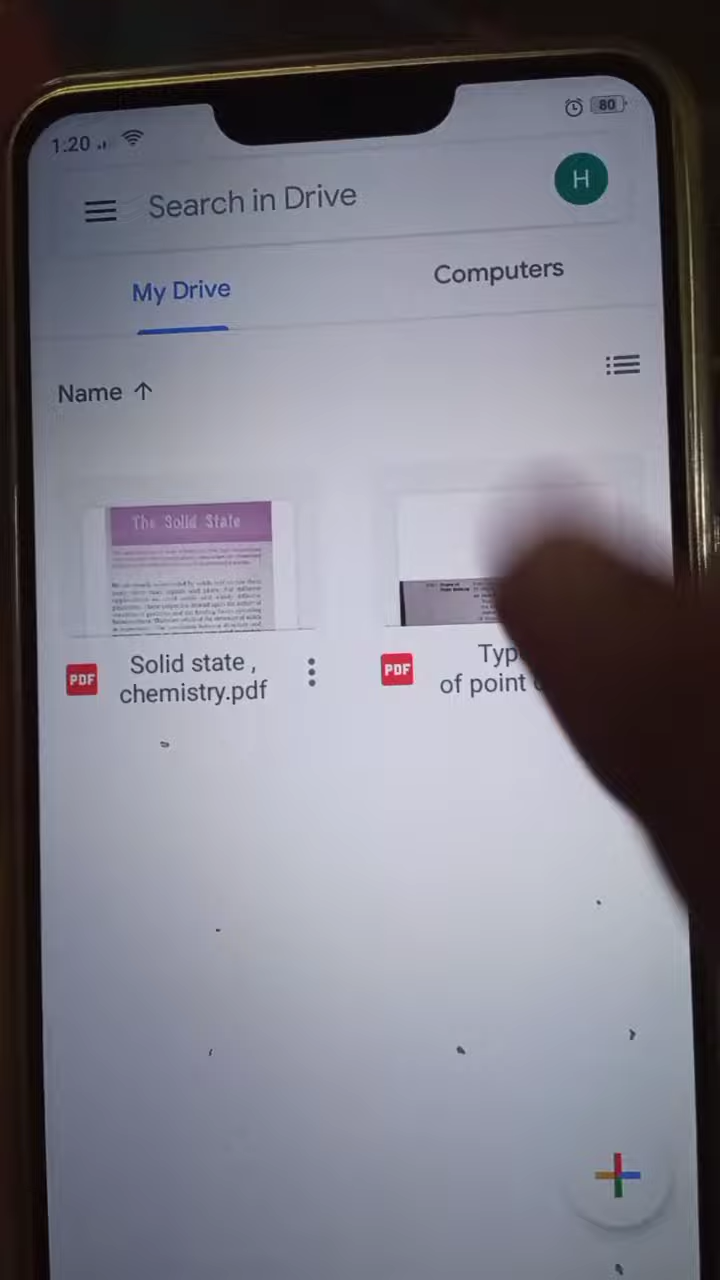 1:20
80
Search in Drive
H
My Drive
Computers
Name ↑
The Solid State
PDF
Solid state ,
chemistry.pdf
PDF
of point